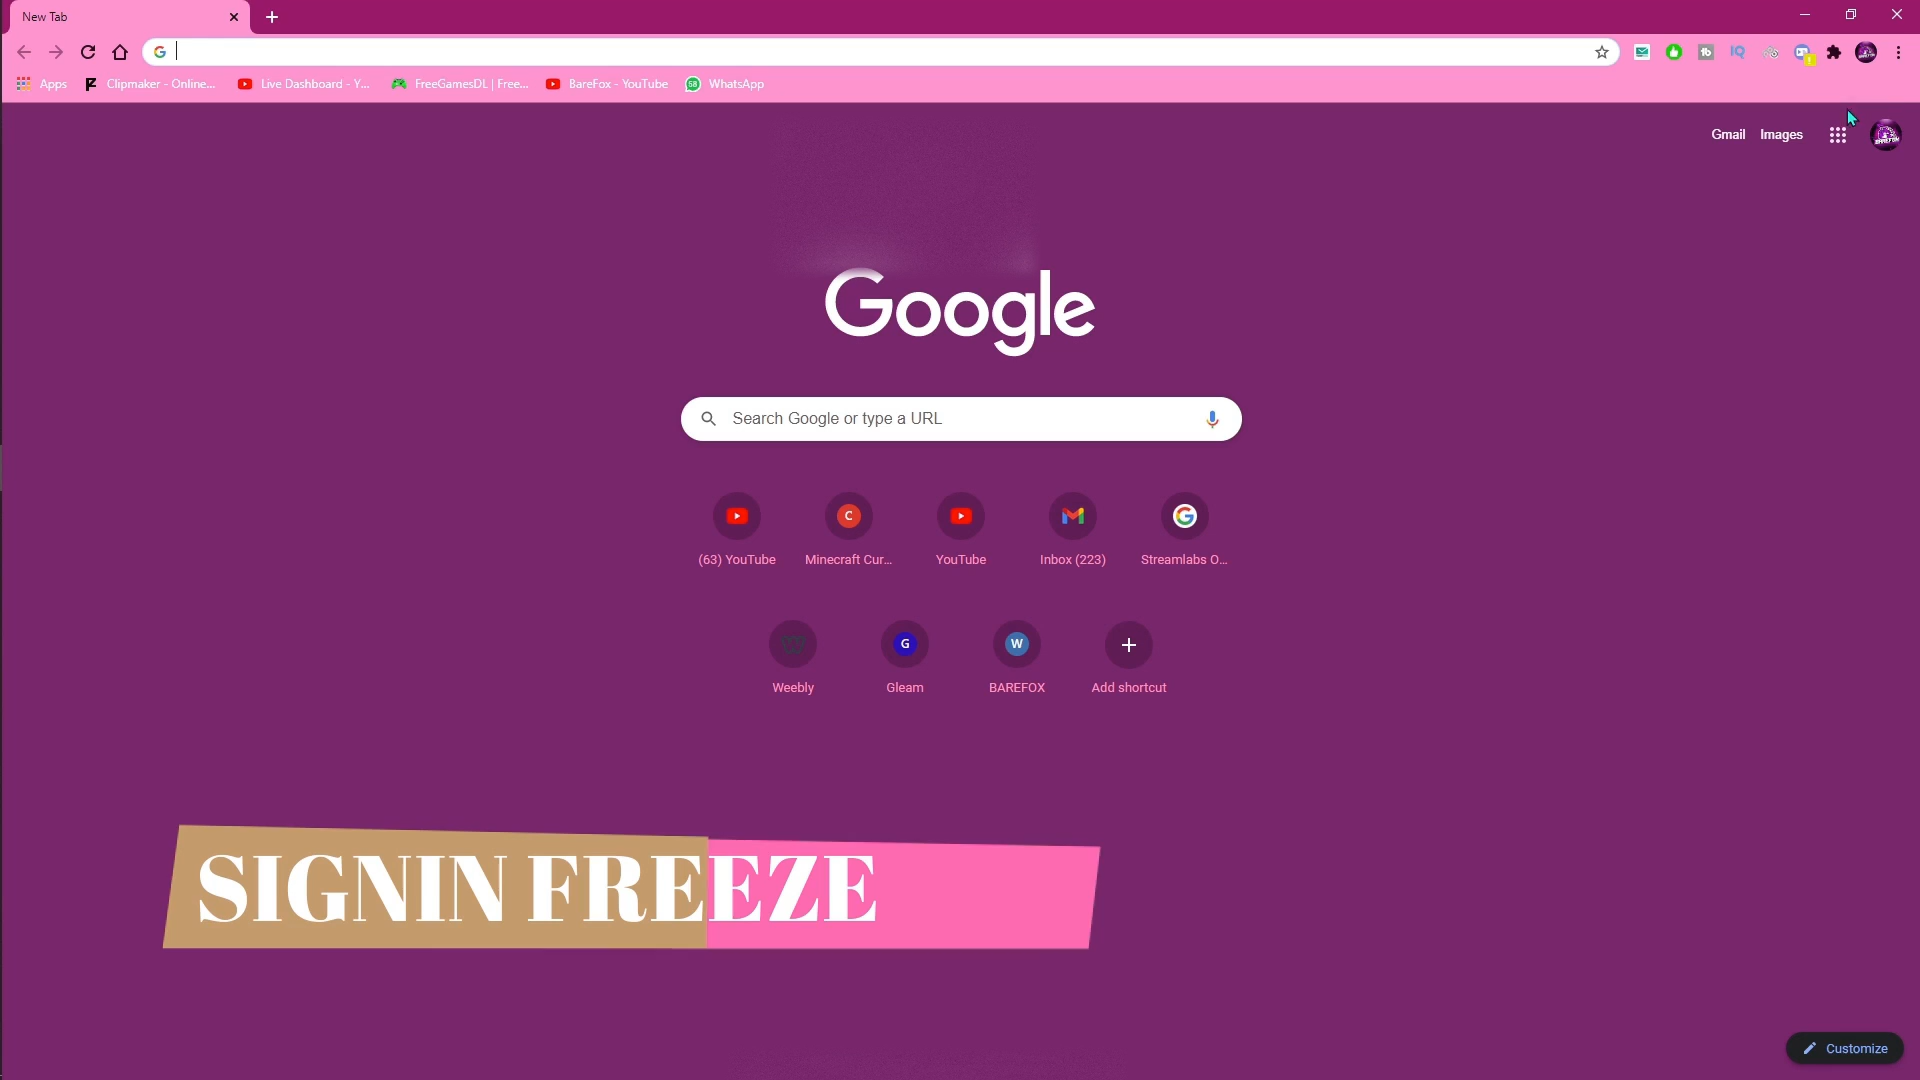 New Tab
Apps
Clipmaker - Online...
Live Dashboard - Y...
FreeGamesDL | Free...
BareFox - YouTube
58
WhatsApp
Gmail
Images
Google
Search Google or type a URL
(63) YouTube
C
Minecraft Cur...
YouTube
Inbox (223)
Streamlabs O...
Weebly
G
Gleam
W
BAREFOX
Add shortcut
SIGNIN FREEZE
Customize